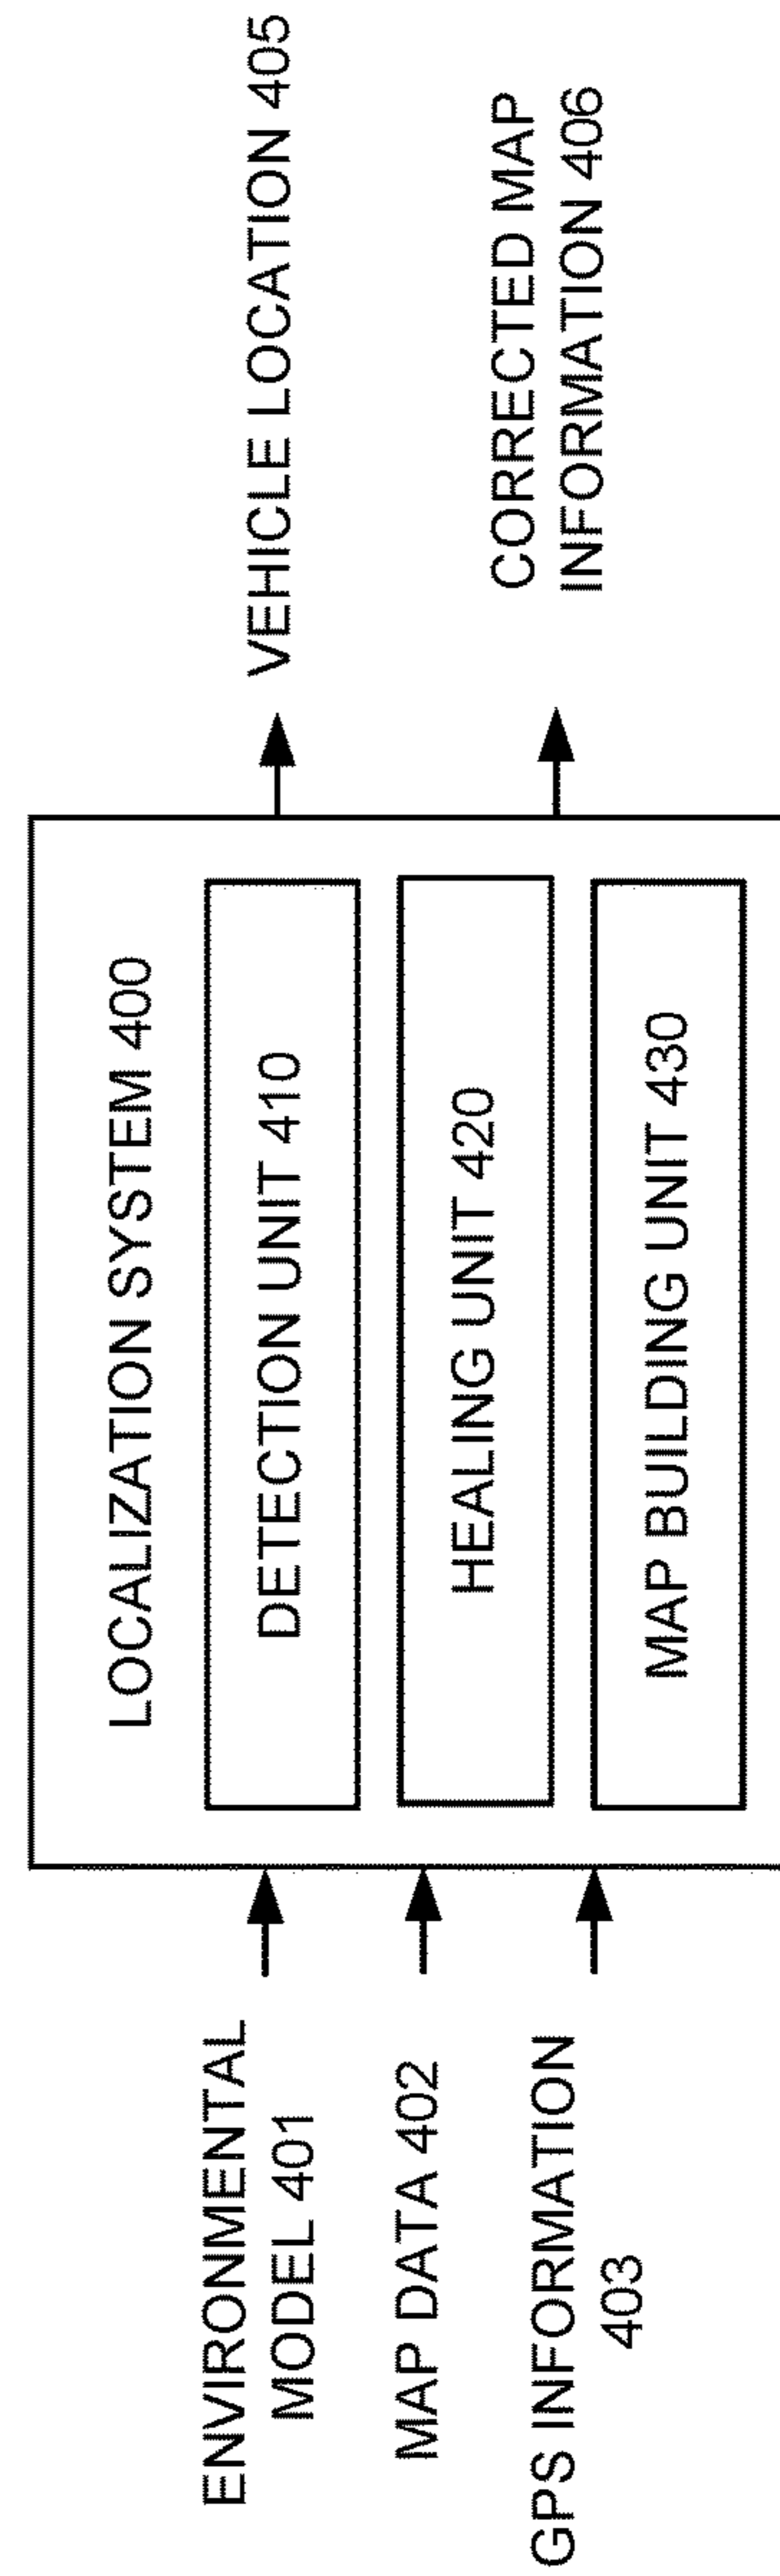 ENVIRONMENTAL
MODEL 401
MAP DATA 402
GPS INFORMATION
403
LOCALIZATION SYSTEM 400
DETECTION UNIT 410
HEALING UNIT 420
MAP BUILDING UNIT 430
VEHICLE LOCATION 405
CORRECTED MAP
INFORMATION 406